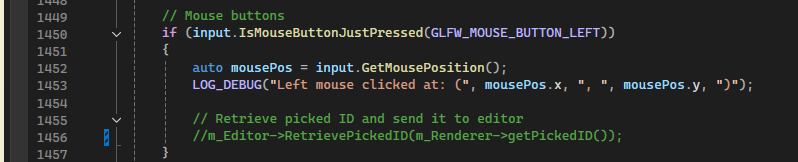 1448
1449 // Mouse buttons
1450 if (input.IsMouseButtonJustPressed(GLFW_MOUSE_BUTTON_LEFT))
1451 {
1452 auto mousePos = input.GetMousePosition();
1453 LOG_DEBUG("Left mouse clicked at: (", mousePos.x, ", ", mousePos.y, ")");
1454
1455 // Retrieve picked ID and send it to editor
1456 //m_Editor->RetrievePickedID(m_Renderer->getPickedID());
1457 }